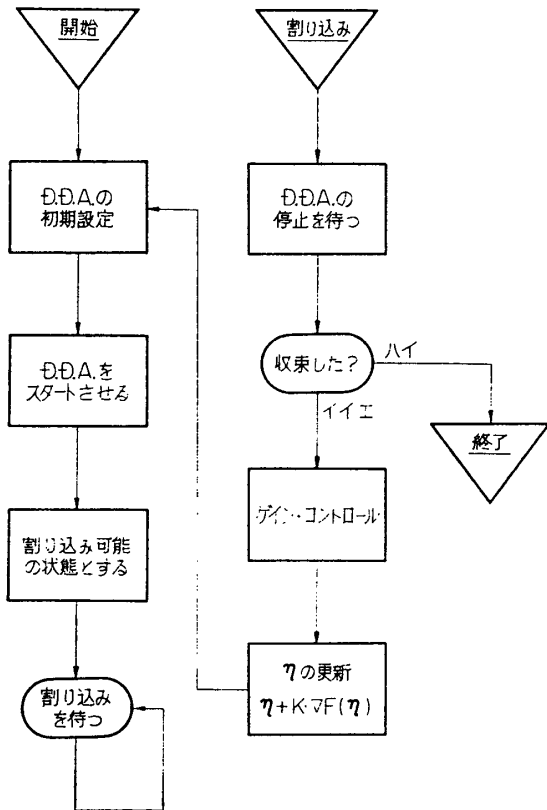 開始
D.D.A.の
初期設定
D.D.A.を
スタートさせる
割り込み可能
の状態とする
割り込み
を待つ
割り込み
D.D.A.の
停止を待つ
収束した?
ハイ
イイエ
終了
ゲイン・コントロール
ηの更新
η+K·∇F(η)